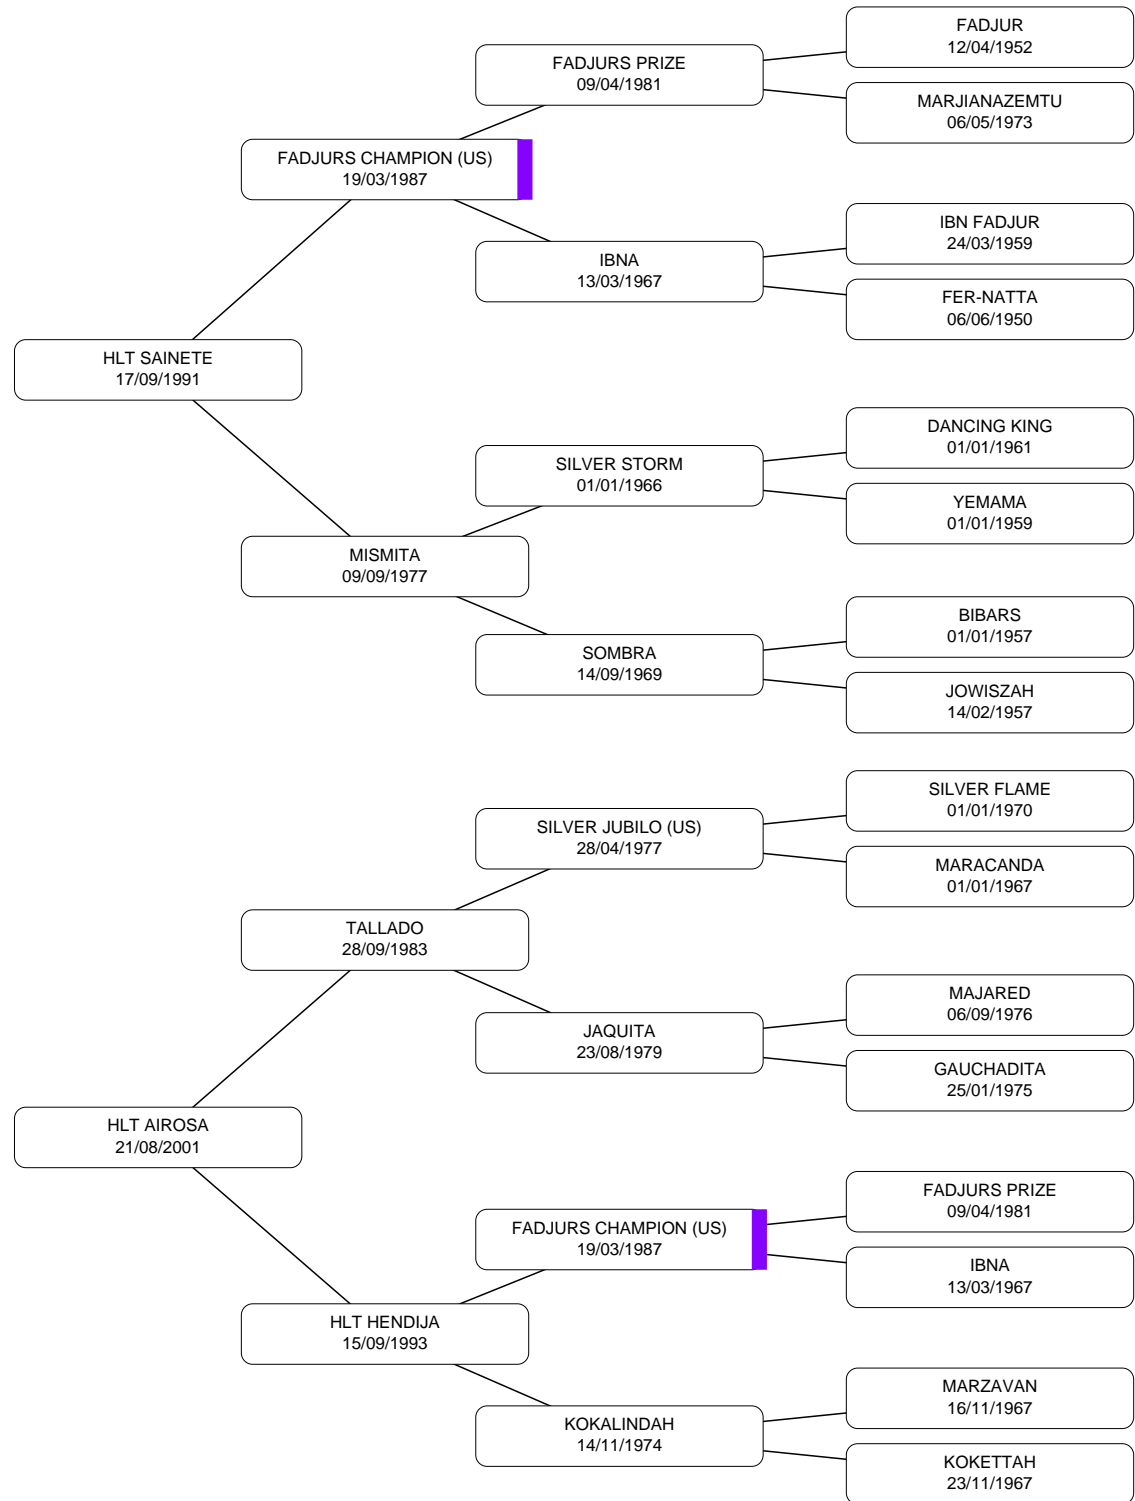 FADJUR
12/04/1952
FADJURS PRIZE
09/04/1981
MARJIANAZEMTU
06/05/1973
FADJURS CHAMPION (US)
19/03/1987
IBN FADJUR
24/03/1959
IBNA
13/03/1967
FER-NATTA
06/06/1950
HLT SAINETE
17/09/1991
DANCING KING
01/01/1961
SILVER STORM
01/01/1966
YEMAMA
01/01/1959
MISMITA
09/09/1977
BIBARS
01/01/1957
SOMBRA
14/09/1969
JOWISZAH
14/02/1957
SILVER FLAME
01/01/1970
SILVER JUBILO (US)
28/04/1977
MARACANDA
01/01/1967
TALLADO
28/09/1983
MAJARED
06/09/1976
JAQUITA
23/08/1979
GAUCHADITA
25/01/1975
HLT AIROSA
21/08/2001
FADJURS PRIZE
09/04/1981
FADJURS CHAMPION (US)
19/03/1987
IBNA
13/03/1967
HLT HENDIJA
15/09/1993
MARZAVAN
16/11/1967
KOKALINDAH
14/11/1974
KOKETTAH
23/11/1967